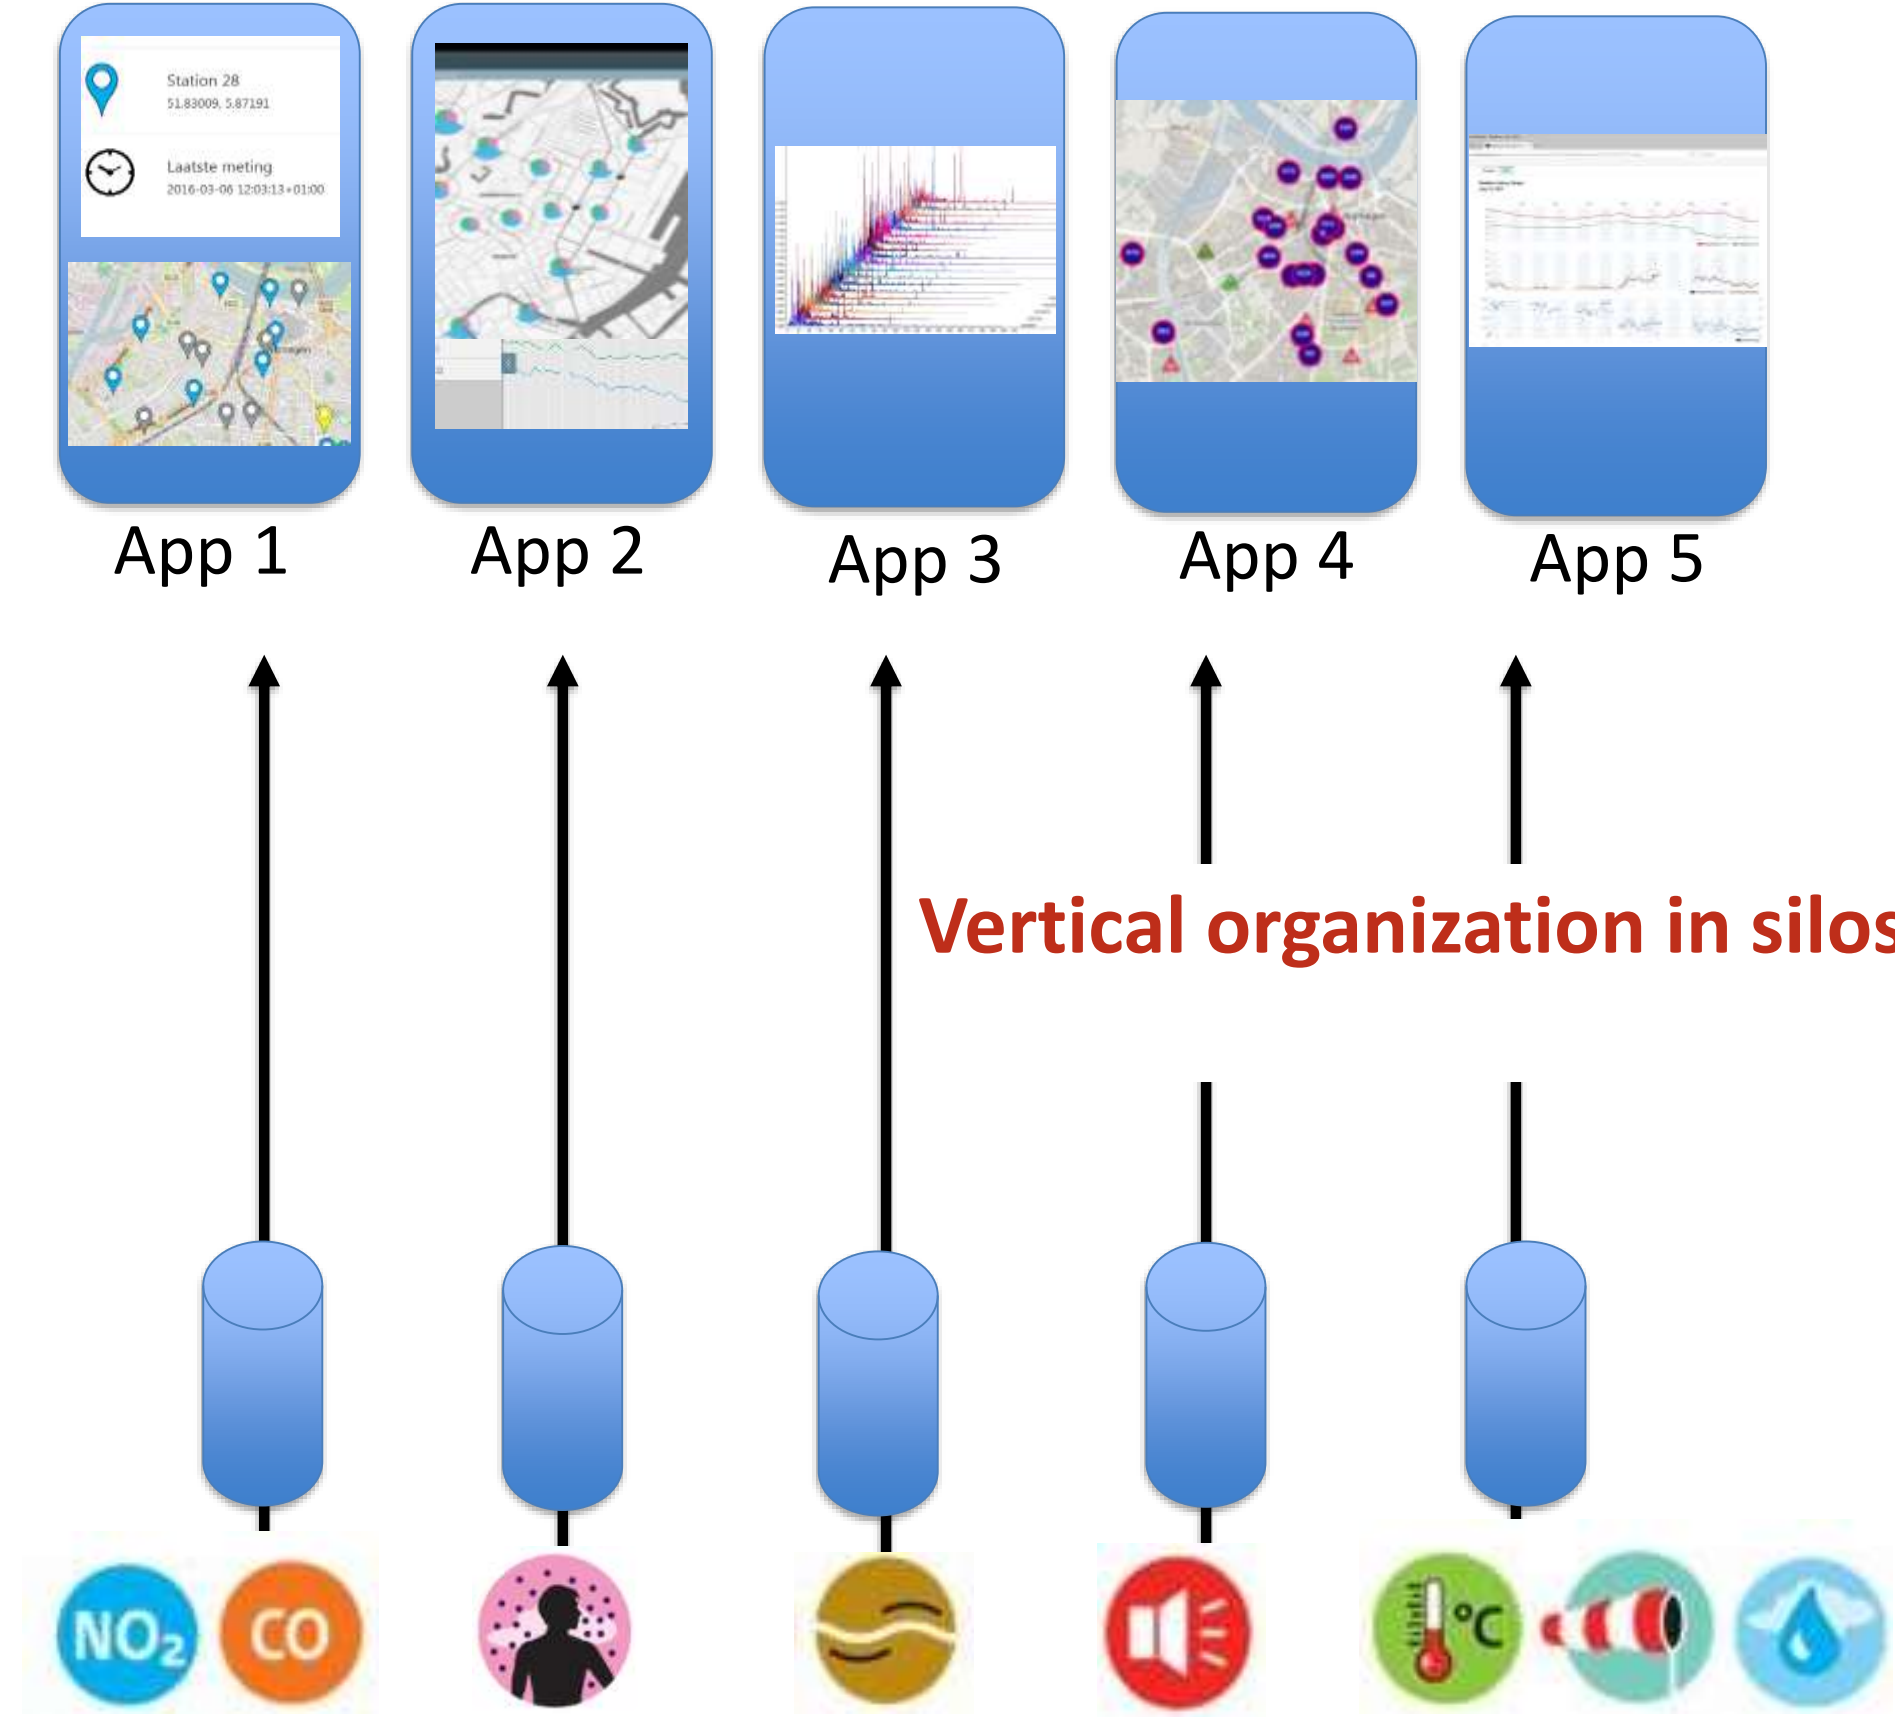 Station 28
51.83009, 5.87191
Laatste meting
2016-03-06 12:03:13+01:00
App 1
App 2
App 3
App 4
App 5
Vertical organization in silos
NO₂
CO
°C